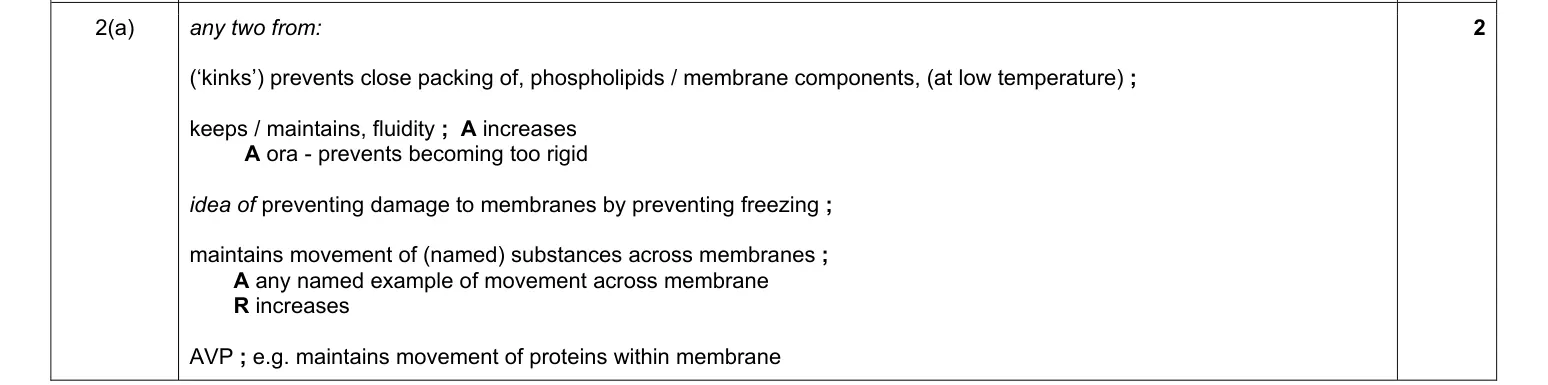 2(a) any two from: 2
(‘kinks’) prevents close packing of, phospholipids / membrane components, (at low temperature) ;
keeps / maintains, fluidity ; A increases
A ora - prevents becoming too rigid
idea of preventing damage to membranes by preventing freezing ;
maintains movement of (named) substances across membranes ;
A any named example of movement across membrane
R increases
AVP ; e.g. maintains movement of proteins within membrane